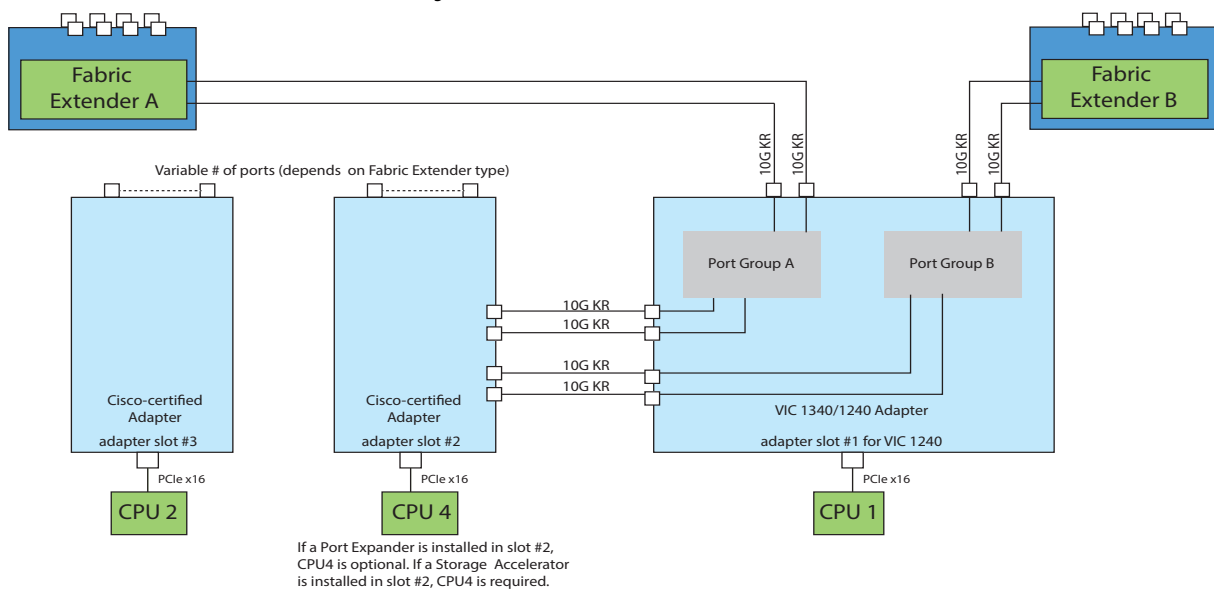 Fabric
Extender A
Fabric
Extender B
10G KR
10G KR
10G KR
10G KR
Variable # of ports (depends on Fabric Extender type)
Port Group A
Port Group B
10G KR
10G KR
10G KR
10G KR
Cisco-certified
Adapter
adapter slot #3
Cisco-certified
Adapter
adapter slot #2
VIC 1340/1240 Adapter
adapter slot #1 for VIC 1240
PCIe x16
PCIe x16
PCIe x16
CPU 2
CPU 4
CPU 1
If a Port Expander is installed in slot #2,
CPU4 is optional. If a Storage Accelerator
is installed in slot #2, CPU4 is required.